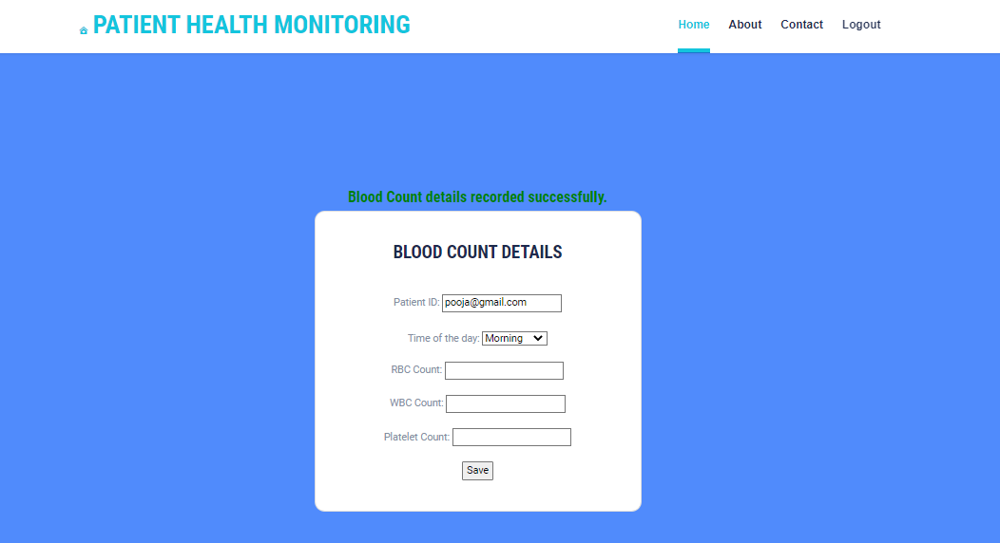 PATIENT HEALTH MONITORING
Home About Contact Logout
Blood Count details recorded successfully.
BLOOD COUNT DETAILS
Patient ID: pooja@gmail.com
Time of the day: Morning
RBC Count:
WBC Count:
Platelet Count:
Save